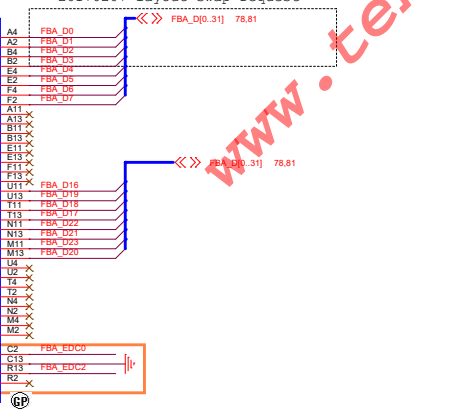 FBA_D[0..31] 78,81
A4 FBA_D0
A2 FBA_D1
B4 FBA_D2
B2 FBA_D3
E4 FBA_D4
E2 FBA_D5
F4 FBA_D6
F2 FBA_D7
A11
A13
B11
B13
E11
E13
F11
F13
FBA_D[0..31] 78,81
U11 FBA_D16
U13 FBA_D19
T11 FBA_D18
T13 FBA_D17
N11 FBA_D22
N13 FBA_D21
M11 FBA_D23
M13 FBA_D20
U4
U2
T4
T2
N4
N2
M4
M2
C2 FBA_EDC0
C13
R13 FBA_EDC2
R2
GP
www.te